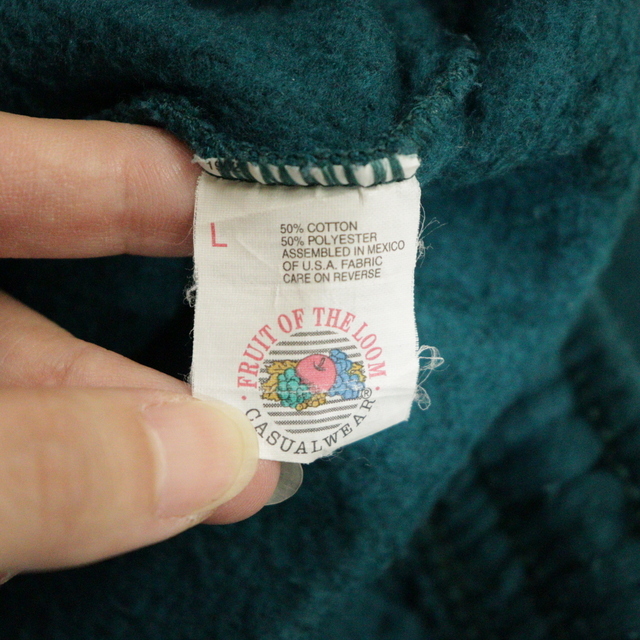 L
50% COTTON
50% POLYESTER
ASSEMBLED IN MEXICO
OF U.S.A. FABRIC
CARE ON REVERSE
· FRUIT OF THE LOOM ·
CASUALWEAR®